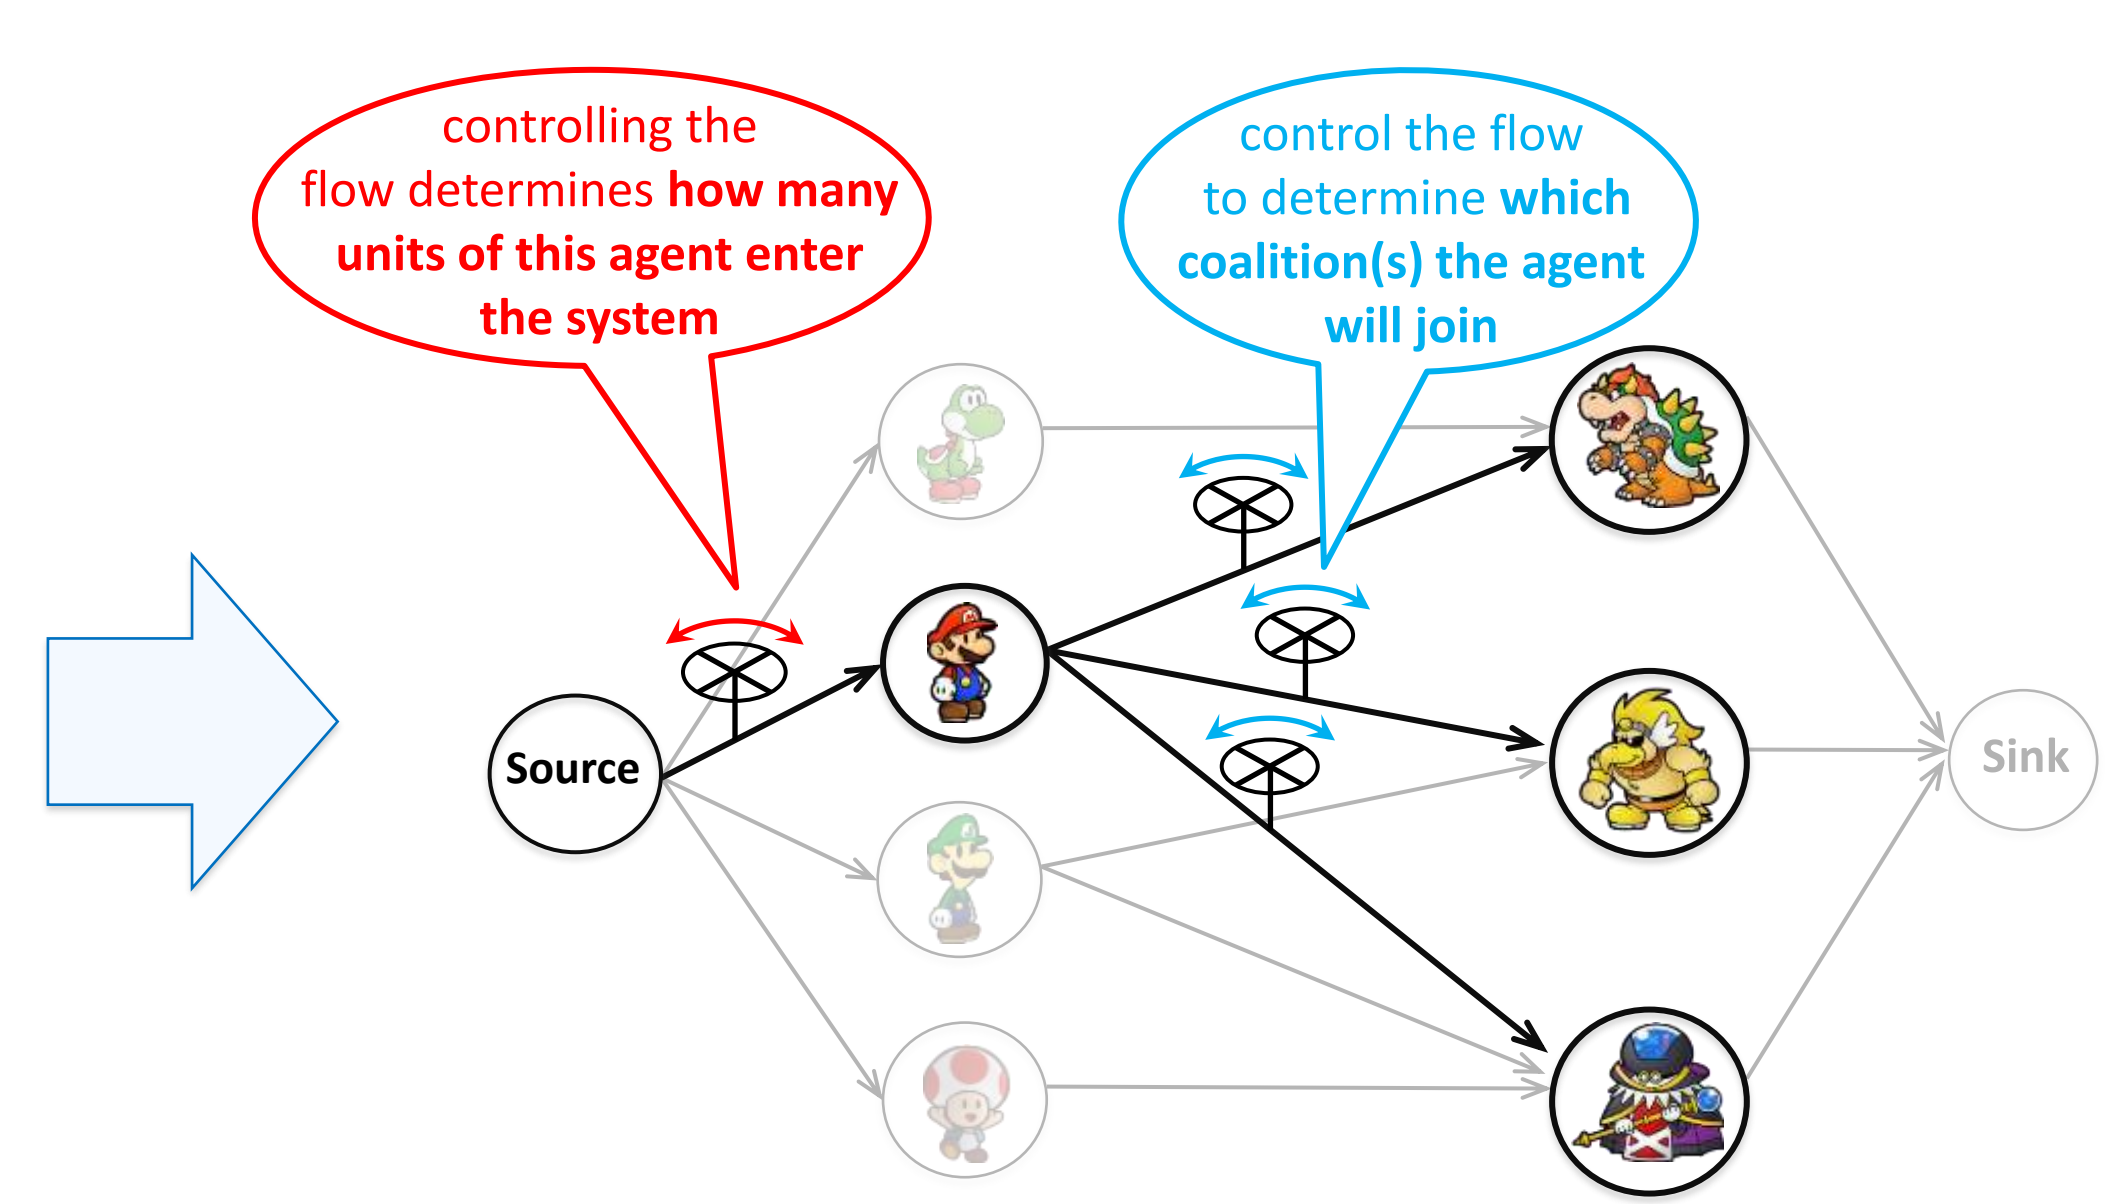 controlling the
flow determines how many
units of this agent enter
the system
control the flow
to determine which
coalition(s) the agent
will join
Source
Sink